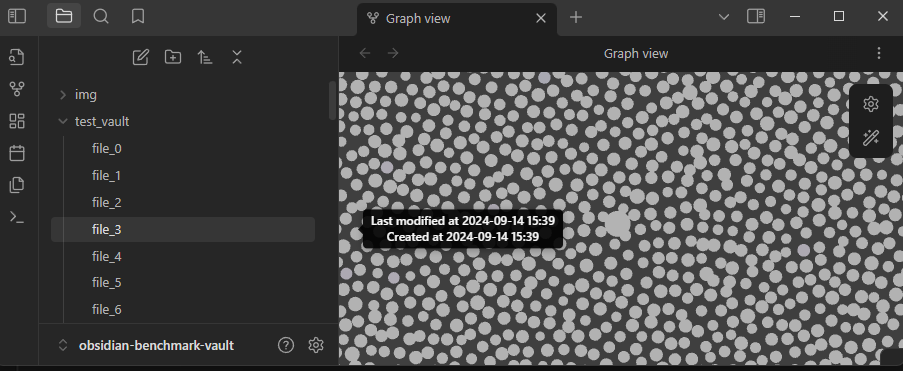 Graph view
Graph view
img
test_vault
file_0
file_1
file_2
file_3
file_4
file_5
file_6
Last modified at 2024-09-14 15:39
Created at 2024-09-14 15:39
obsidian-benchmark-vault